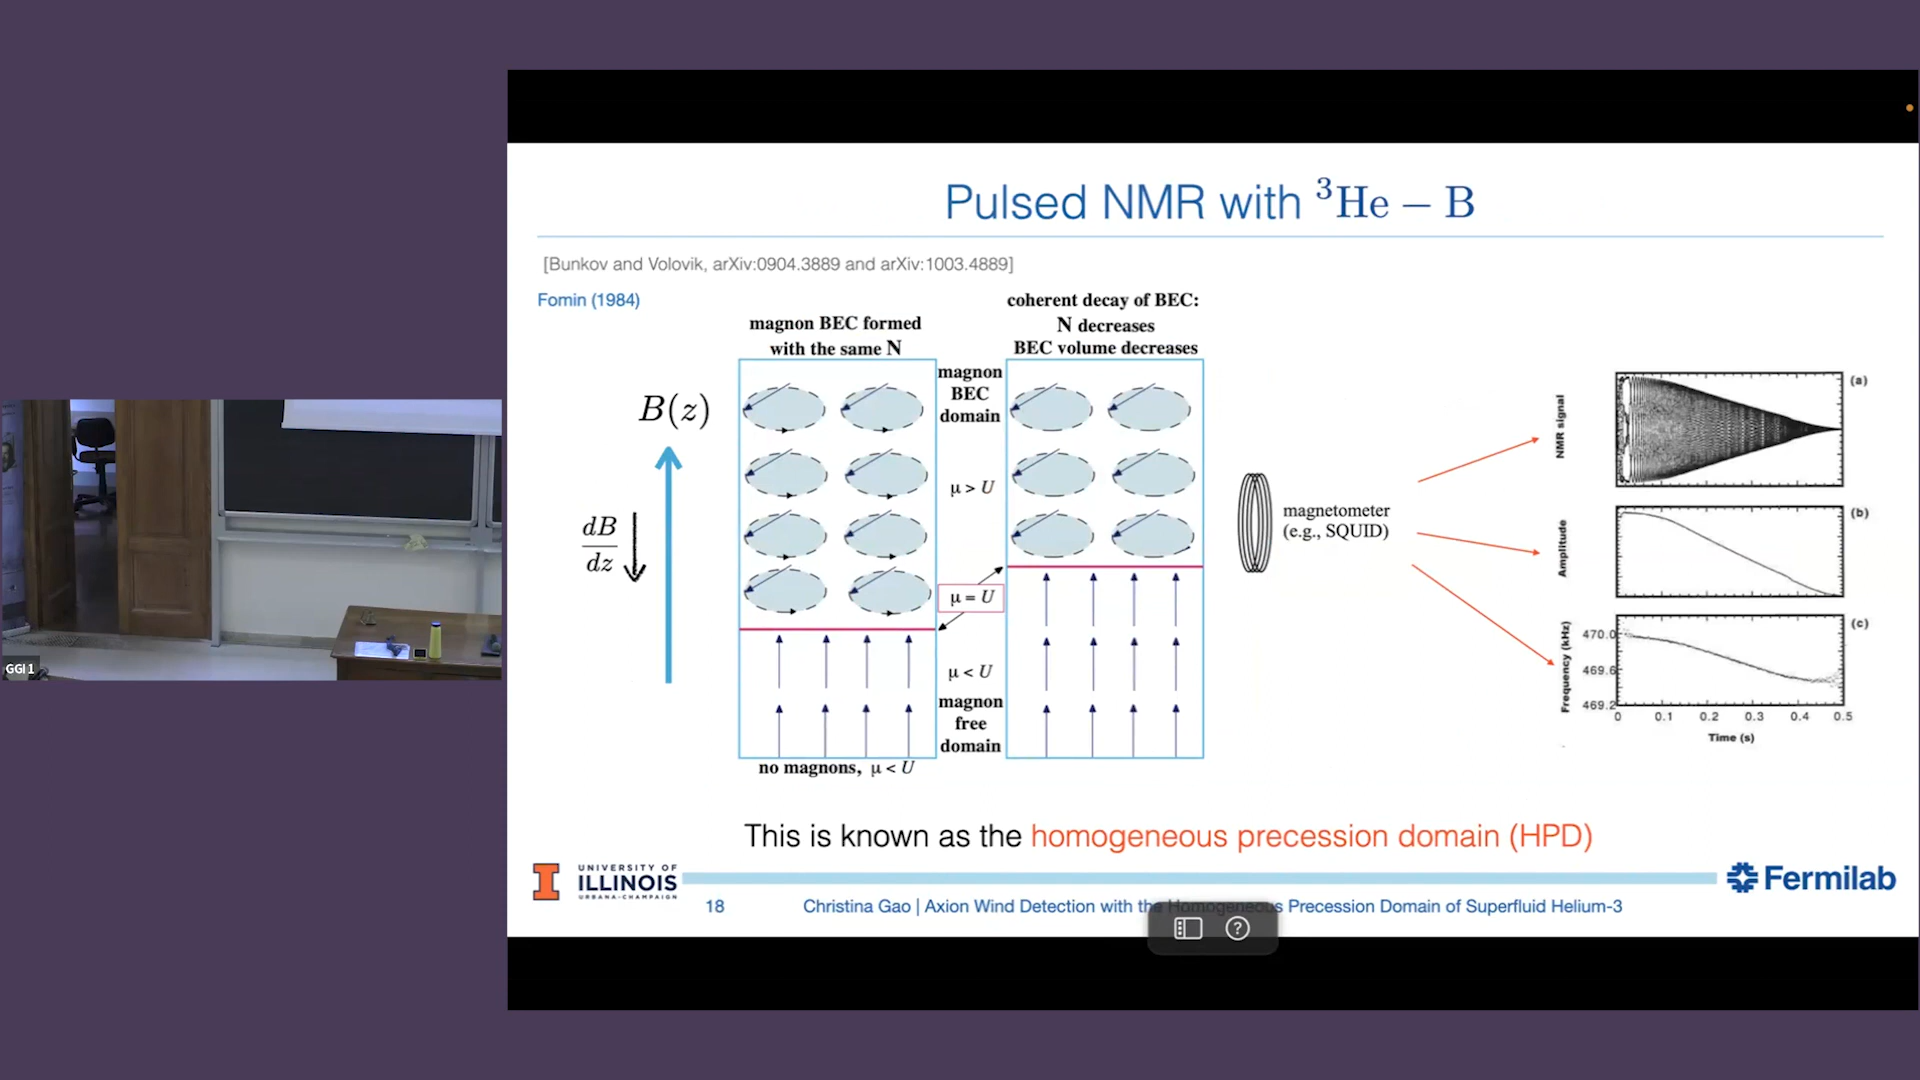 Pulsed NMR with ³He – B
[Bunkov and Volovik, arXiv:0904.3889 and arXiv:1003.4889]
Fomin (1984)
magnon BEC formed
with the same N
coherent decay of BEC:
N decreases
BEC volume decreases
B(z)
dB
dz
magnon
BEC
domain
μ > U
μ = U
μ < U
magnon
free
domain
no magnons, μ < U
magnetometer
(e.g., SQUID)
NMR signal
(a)
Amplitude
(b)
Frequency (kHz)
470.0
469.6
469.2
(c)
0 0.1 0.2 0.3 0.4 0.5
Time (s)
This is known as the homogeneous precession domain (HPD)
UNIVERSITY OF
ILLINOIS
URBANA-CHAMPAIGN
Fermilab
18
Christina Gao | Axion Wind Detection with the Homogeneous Precession Domain of Superfluid Helium-3
?
GGI 1